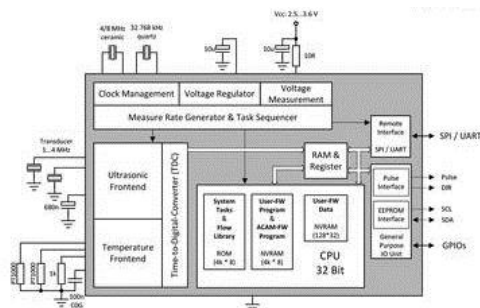 4/8 MHz
ceramic
32.768 kHz
quartz
Vcc: 2.5...3.6 V
10u
10u
10R
Clock Management
Voltage Regulator
Voltage
Measurement
Measure Rate Generator & Task Sequencer
Remote
Interface
SPI / UART
SPI / UART
Transducer
1...4 MHz
Ultrasonic
Frontend
Time-to-Digital-Converter (TDC)
RAM &
Register
Pulse
Interface
Pulse
DIR
680n
System
Tasks
&
Flow
Library
User-FW
Program
&
ACAM-FW
Program
User-FW
Data
NVRAM
(128*32)
EEPROM
Interface
SCL
SDA
Temperature
Frontend
ROM
(4k * 8)
NVRAM
(4k * 8)
CPU
32 Bit
General
Purpose
IO Unit
GPIOs
PT1000
PT1000
1k
100n
C0G